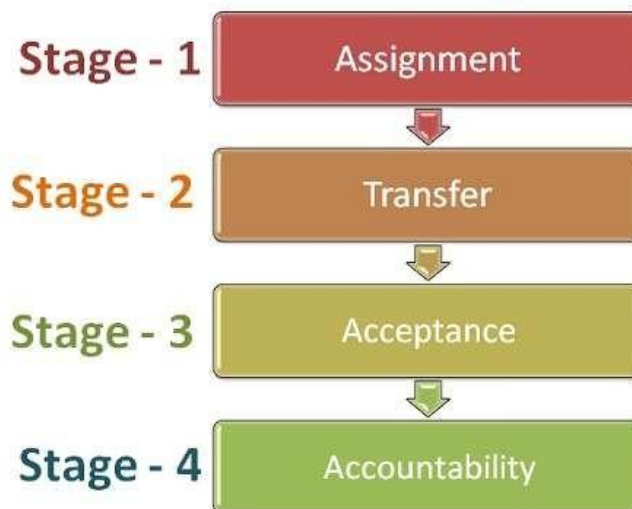 Stage - 1 Assignment
Stage - 2 Transfer
Stage - 3 Acceptance
Stage - 4 Accountability